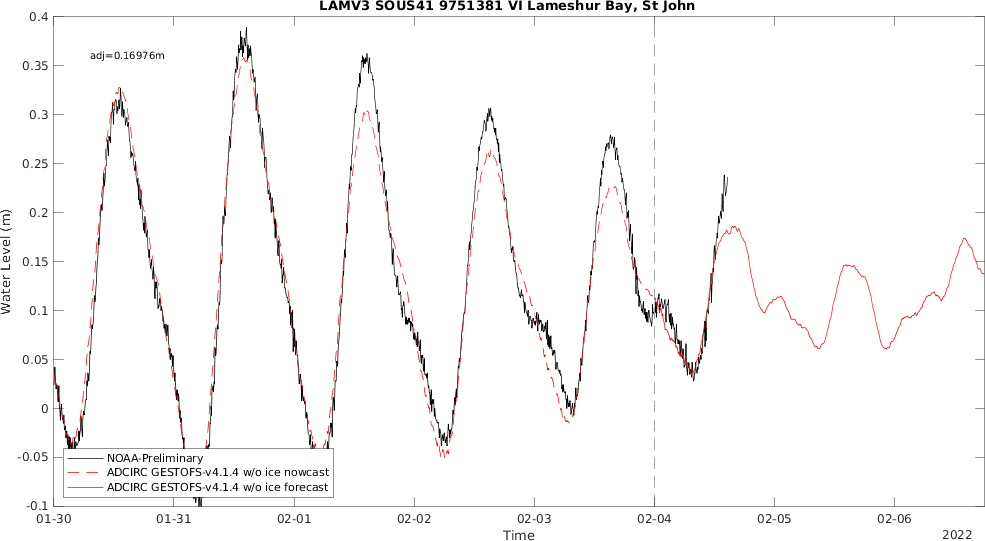 LAMV3 SOUS41 9751381 VI Lameshur Bay, St John
adj=0.16976m
0.4
0.35
0.3
0.25
0.2
0.15
0.1
0.05
0
-0.05
-0.1
Water Level (m)
NOAA-Preliminary
ADCIRC GESTOFS-v4.1.4 w/o ice nowcast
ADCIRC GESTOFS-v4.1.4 w/o ice forecast
01-30 01-31 02-01 02-02 02-03 02-04 02-05 02-06
Time
2022